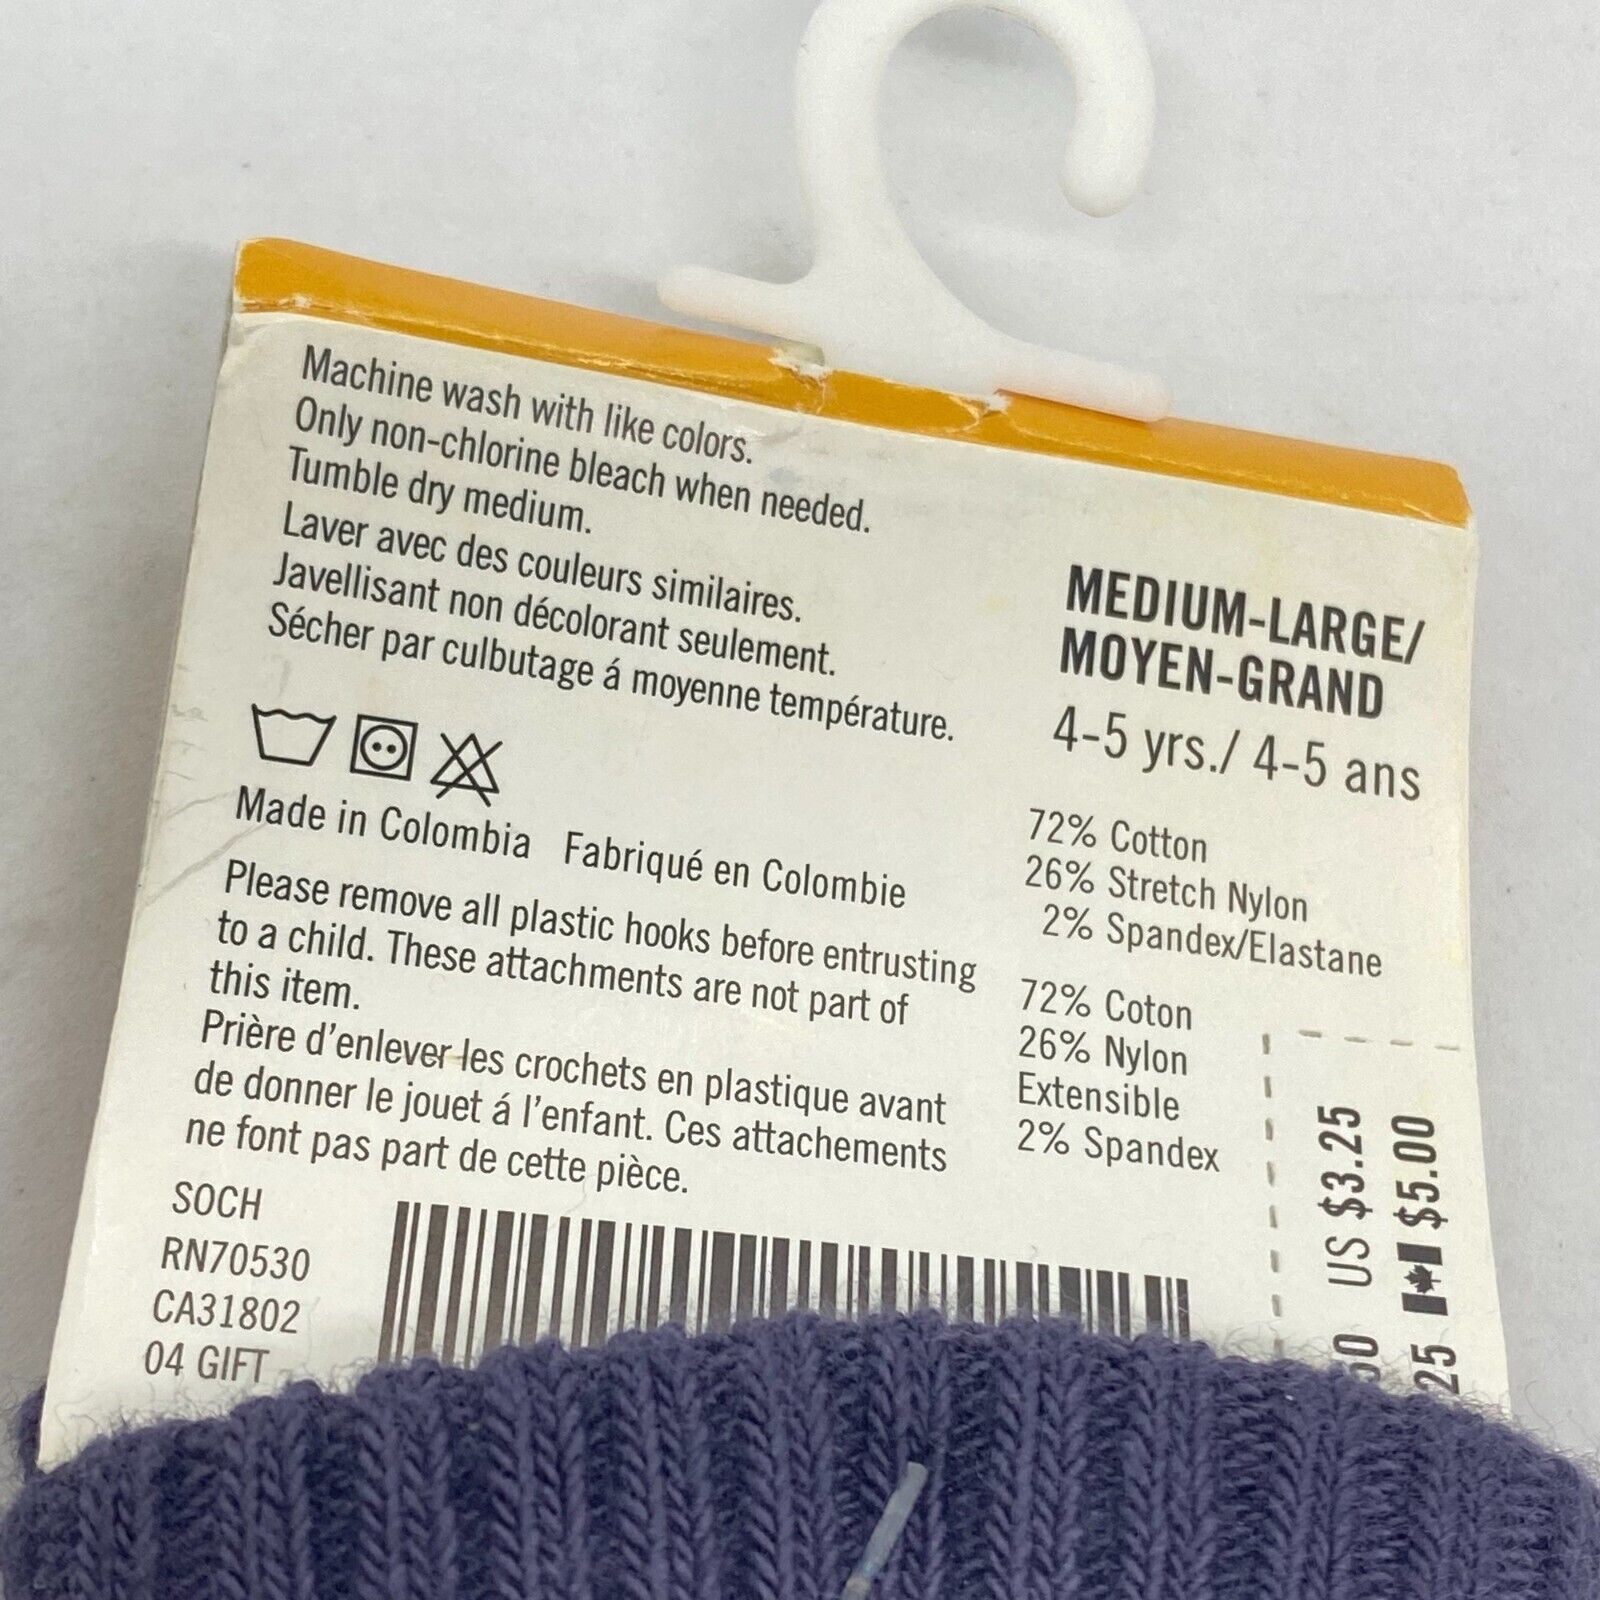 Machine wash with like colors.
Only non-chlorine bleach when needed.
Tumble dry medium.
Laver avec des couleurs similaires.
Javellisant non décolorant seulement.
Sécher par culbutage á moyenne température.
Made in Colombia   Fabriqué en Colombie
Please remove all plastic hooks before entrusting
to a child. These attachments are not part of
this item.
Prière d'enlever les crochets en plastique avant
de donner le jouet á l'enfant. Ces attachements
ne font pas partie de cette pièce.
SOCH
RN70530
CA31802
04 GIFT
MEDIUM-LARGE/
MOYEN-GRAND
4-5 yrs./ 4-5 ans
72% Cotton
26% Stretch Nylon
2% Spandex/Elastane
72% Coton
26% Nylon
Extensible
2% Spandex
US $3.25
$5.00